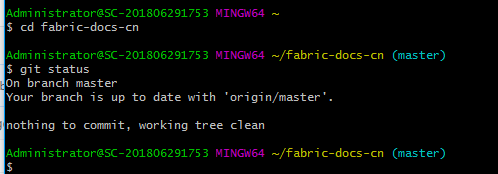 Administrator@SC-201806291753 MINGW64 ~
$ cd fabric-docs-cn
Administrator@SC-201806291753 MINGW64 ~/fabric-docs-cn (master)
$ git status
On branch master
Your branch is up to date with 'origin/master'.
nothing to commit, working tree clean
Administrator@SC-201806291753 MINGW64 ~/fabric-docs-cn (master)
$